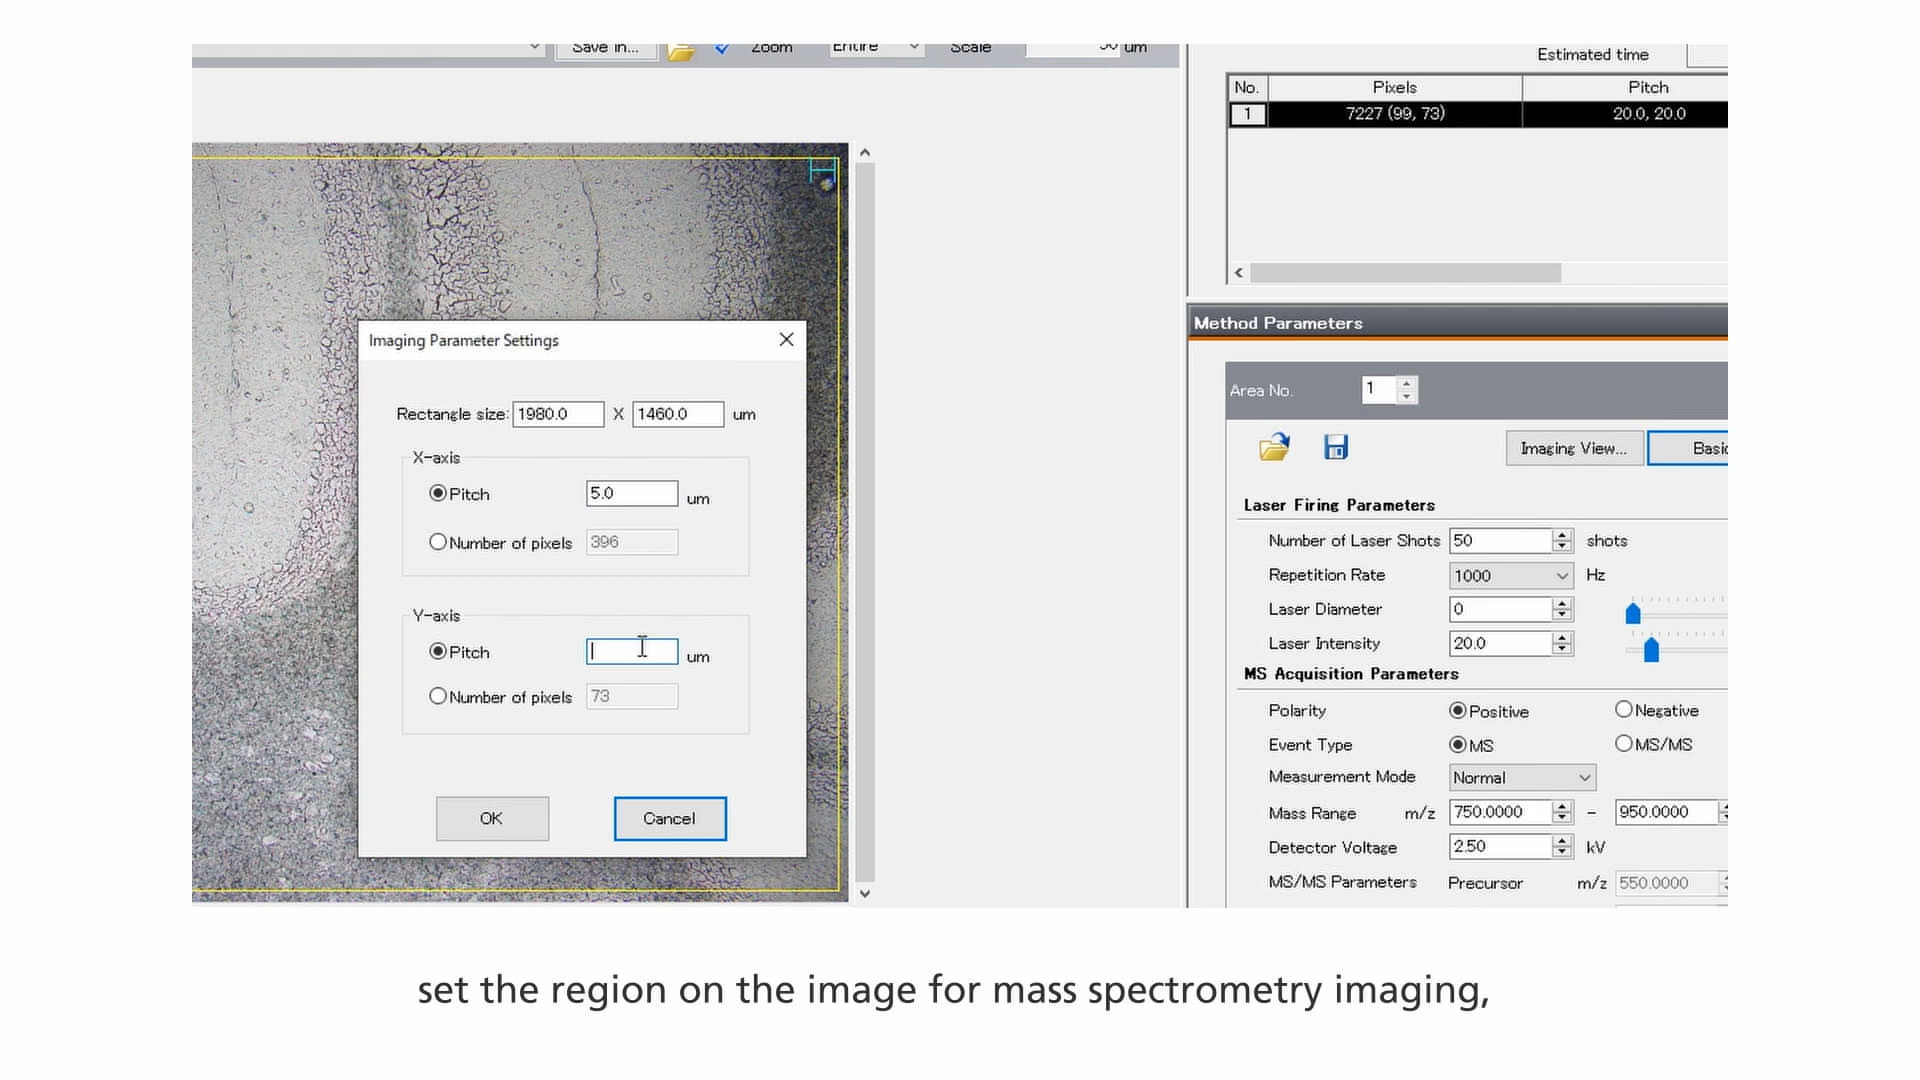 Save in... Zoom Entire Scale um
Estimated time
No. Pixels Pitch
1 7227 (99, 73) 20.0, 20.0
Imaging Parameter Settings
Rectangle size: 1980.0 X 1460.0 um
X-axis
Pitch 5.0 um
Number of pixels 396
Y-axis
Pitch um
Number of pixels 73
OK Cancel
Method Parameters
Area No. 1
Imaging View... Basic
Laser Firing Parameters
Number of Laser Shots 50 shots
Repetition Rate 1000 Hz
Laser Diameter 0
Laser Intensity 20.0
MS Acquisition Parameters
Polarity Positive Negative
Event Type MS MS/MS
Measurement Mode Normal
Mass Range m/z 750.0000 - 950.0000
Detector Voltage 2.50 kV
MS/MS Parameters Precursor m/z 550.0000
set the region on the image for mass spectrometry imaging,